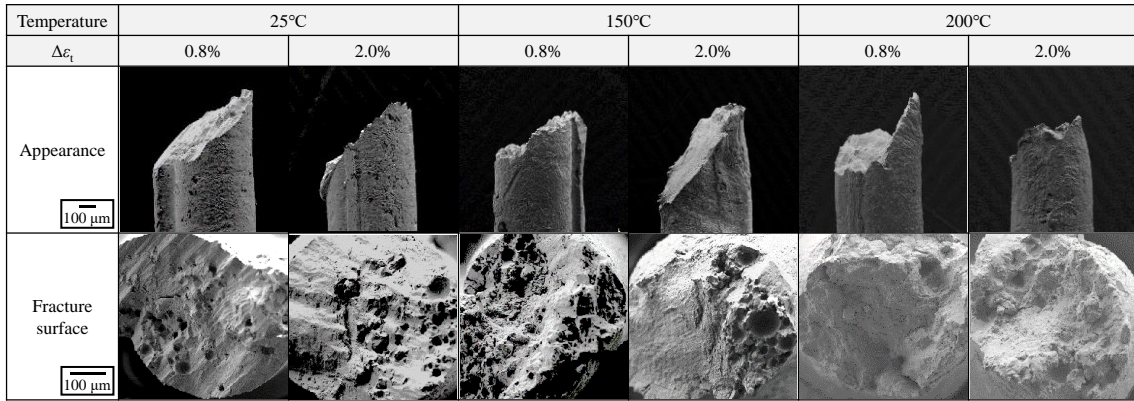 Temperature 25℃ 150℃ 200℃
Δεt 0.8% 2.0% 0.8% 2.0% 0.8% 2.0%
Appearance
100 μm
Fracture
surface
100 μm